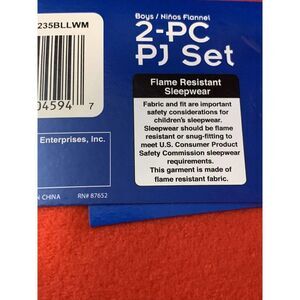 235BLLWM
Boys / Niños Flannel
2-PC
PJ Set
04594 7
Flame Resistant
Sleepwear
Fabric and fit are important
safety considerations for
children's sleepwear.
Sleepwear should be flame
resistant or snug-fitting to
meet U.S. Consumer Product
Safety Commission sleepwear
requirements.
This garment is made of
flame resistant fabric.
Enterprises, Inc.
N CHINA
RN# 87652